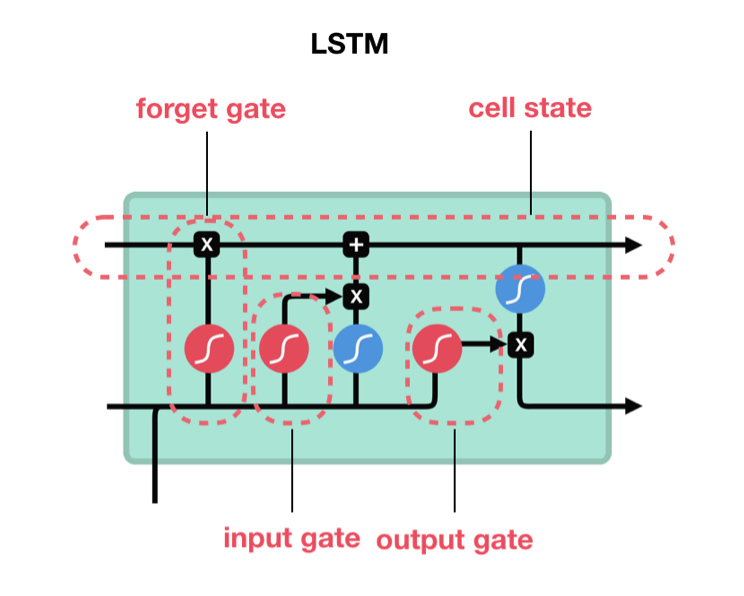 LSTM
forget gate
cell state
X
+
X
X
input gate
output gate